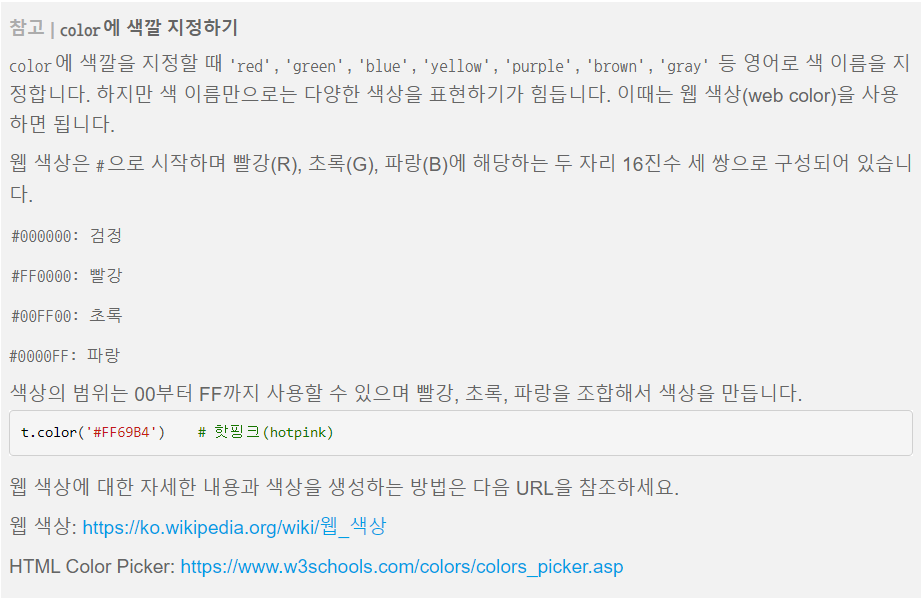 참고 | color에 색깔 지정하기
color에 색깔을 지정할 때 'red', 'green', 'blue', 'yellow', 'purple', 'brown', 'gray' 등 영어로 색 이름을 지
정합니다. 하지만 색 이름만으로는 다양한 색상을 표현하기가 힘듭니다. 이때는 웹 색상(web color)을 사용
하면 됩니다.
웹 색상은 #으로 시작하며 빨강(R), 초록(G), 파랑(B)에 해당하는 두 자리 16진수 세 쌍으로 구성되어 있습니
다.
#000000: 검정
#FF0000: 빨강
#00FF00: 초록
#0000FF: 파랑
색상의 범위는 00부터 FF까지 사용할 수 있으며 빨강, 초록, 파랑을 조합해서 색상을 만듭니다.
t.color('#FF69B4')    # 핫핑크(hotpink)
웹 색상에 대한 자세한 내용과 색상을 생성하는 방법은 다음 URL을 참조하세요.
웹 색상: https://ko.wikipedia.org/wiki/웹_색상
HTML Color Picker: https://www.w3schools.com/colors/colors_picker.asp